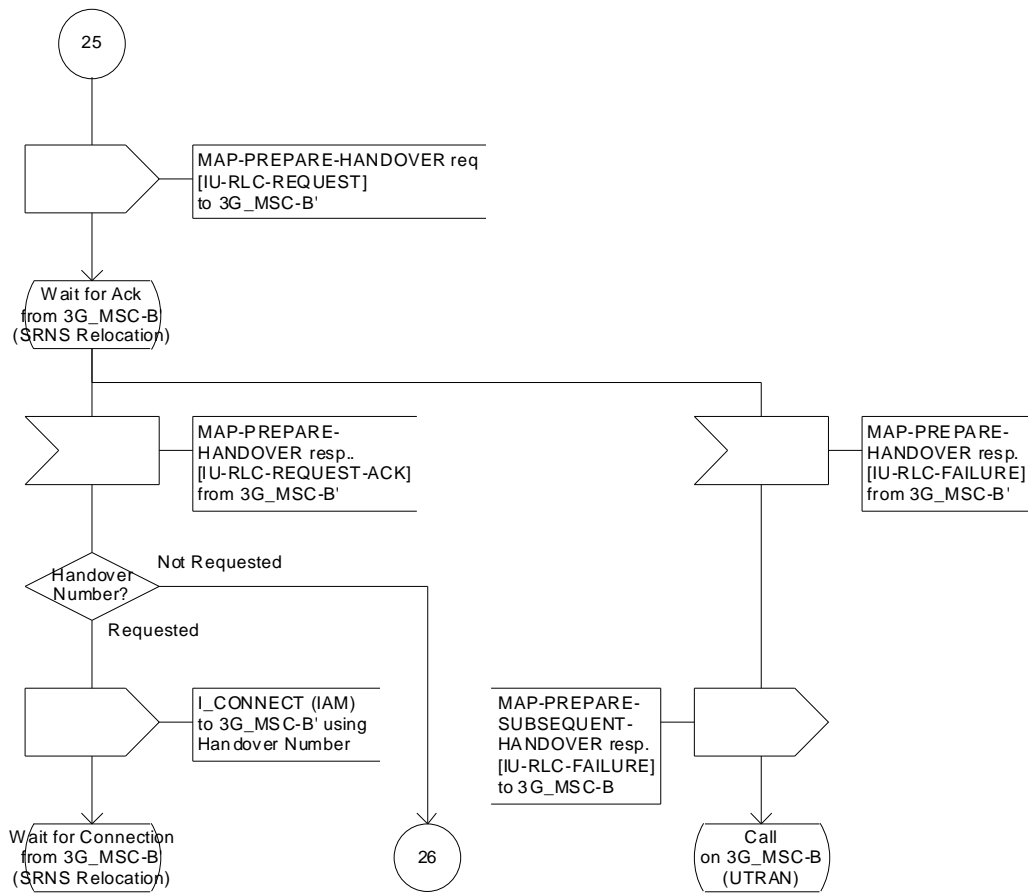 25
MAP-PREPARE-HANDOVER req
[IU-RLC-REQUEST]
to 3G_MSC-B'
Wait for Ack
from 3G_MSC-B'
(SRNS Relocation)
MAP-PREPARE-
HANDOVER resp..
[IU-RLC-REQUEST-ACK]
from 3G_MSC-B'
MAP-PREPARE-
HANDOVER resp.
[IU-RLC-FAILURE]
from 3G_MSC-B'
Handover
Number?
Not Requested
Requested
I_CONNECT (IAM)
to 3G_MSC-B' using
Handover Number
MAP-PREPARE-
SUBSEQUENT-
HANDOVER resp.
[IU-RLC-FAILURE]
to 3G_MSC-B
Wait for Connection
from 3G_MSC-B'
(SRNS Relocation)
26
Call
on 3G_MSC-B
(UTRAN)